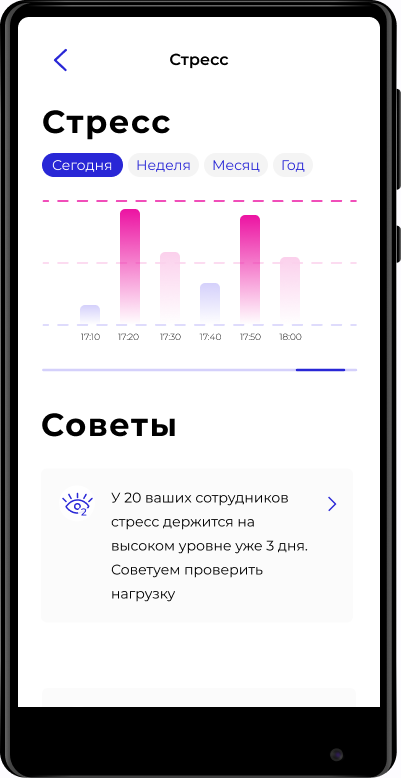 Стресс
Стресс
Сегодня Неделя Месяц Год
17:10 17:20 17:30 17:40 17:50 18:00
Советы
2
У 20 ваших сотрудников
стресс держится на
высоком уровне уже 3 дня.
Советуем проверить
нагрузку